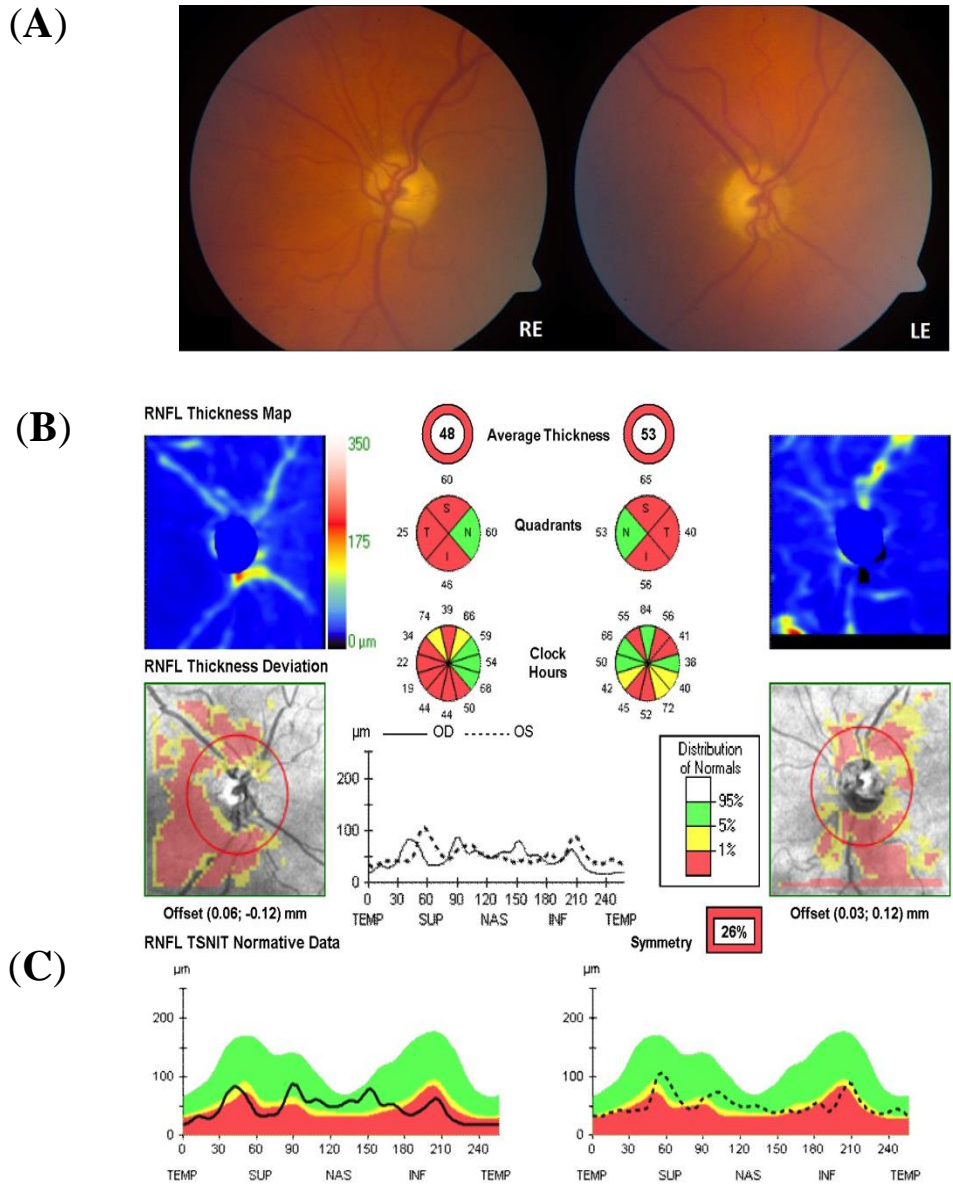 (A)
RE
LE
(B)
RNFL Thickness Map
350
175
0 µm
48
Average Thickness
53
60
S
T
N
I
25
60
46
Quadrants
65
S
N
T
I
53
40
56
39
74
66
34
59
22
54
19
68
44
50
44
Clock
Hours
84
55
56
66
41
50
38
42
40
45
72
52
RNFL Thickness Deviation
µm
OD
OS
200
100
0
0 30 60 90 120 150 180 210 240
TEMP SUP NAS INF TEMP
Distribution
of Normals
95%
5%
1%
Offset (0.06; -0.12) mm
Offset (0.03; 0.12) mm
Symmetry
26%
RNFL TSNIT Normative Data
(C)
µm
200
100
0
0 30 60 90 120 150 180 210 240
TEMP SUP NAS INF TEMP
µm
200
100
0
0 30 60 90 120 150 180 210 240
TEMP SUP NAS INF TEMP